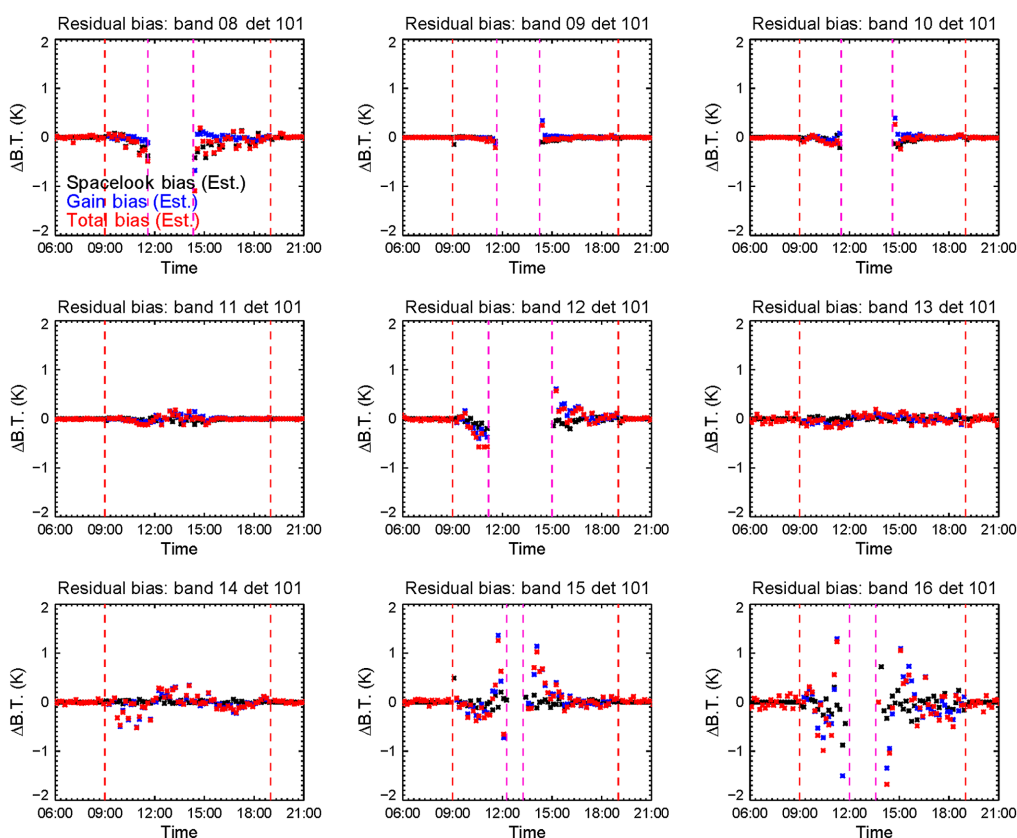 Residual bias: band 08 det 101
Residual bias: band 09 det 101
Residual bias: band 10 det 101
2
1
0
−1
−2
ΔB.T. (K)
Spacelook bias (Est.)
Gain bias (Est.)
Total bias (Est.)
06:00 09:00 12:00 15:00 18:00 21:00
Time
2
1
0
−1
−2
ΔB.T. (K)
06:00 09:00 12:00 15:00 18:00 21:00
Time
2
1
0
−1
−2
ΔB.T. (K)
06:00 09:00 12:00 15:00 18:00 21:00
Time
Residual bias: band 11 det 101
Residual bias: band 12 det 101
Residual bias: band 13 det 101
2
1
0
−1
−2
ΔB.T. (K)
06:00 09:00 12:00 15:00 18:00 21:00
Time
2
1
0
−1
−2
ΔB.T. (K)
06:00 09:00 12:00 15:00 18:00 21:00
Time
2
1
0
−1
−2
ΔB.T. (K)
06:00 09:00 12:00 15:00 18:00 21:00
Time
Residual bias: band 14 det 101
Residual bias: band 15 det 101
Residual bias: band 16 det 101
2
1
0
−1
−2
ΔB.T. (K)
06:00 09:00 12:00 15:00 18:00 21:00
Time
2
1
0
−1
−2
ΔB.T. (K)
06:00 09:00 12:00 15:00 18:00 21:00
Time
2
1
0
−1
−2
ΔB.T. (K)
06:00 09:00 12:00 15:00 18:00 21:00
Time